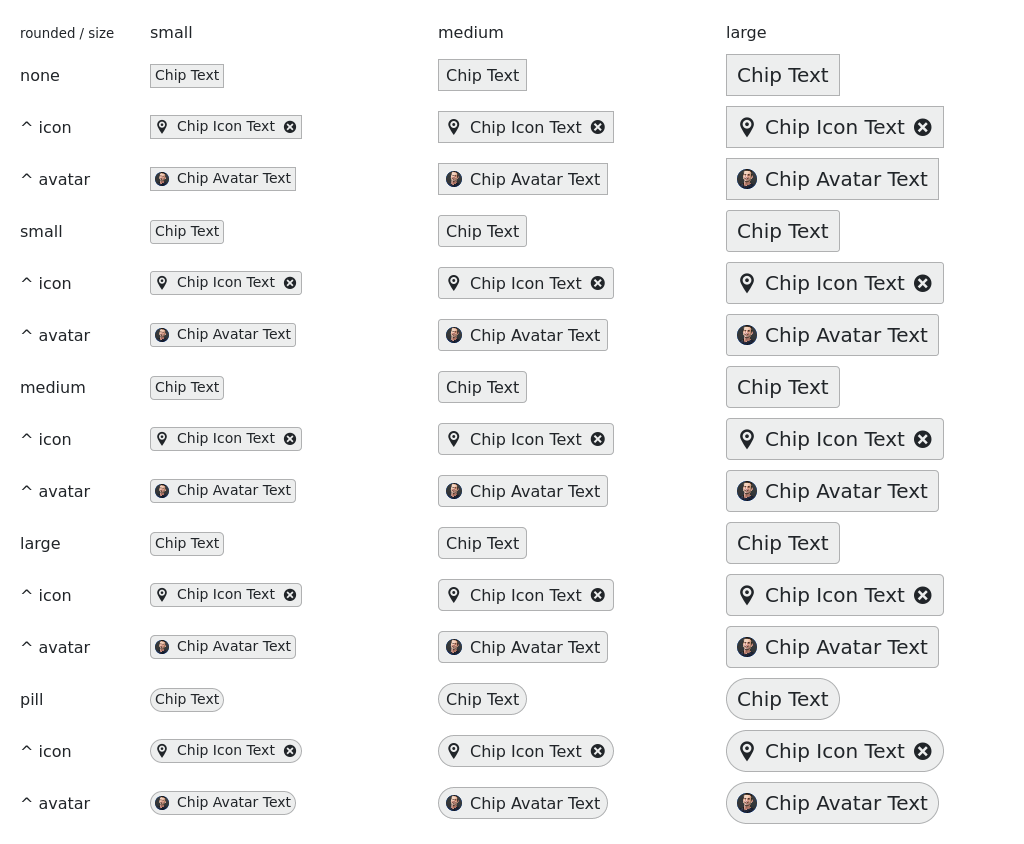 rounded / size small medium large
none Chip Text Chip Text Chip Text
^ icon Chip Icon Text Chip Icon Text Chip Icon Text
^ avatar Chip Avatar Text Chip Avatar Text Chip Avatar Text
small Chip Text Chip Text Chip Text
^ icon Chip Icon Text Chip Icon Text Chip Icon Text
^ avatar Chip Avatar Text Chip Avatar Text Chip Avatar Text
medium Chip Text Chip Text Chip Text
^ icon Chip Icon Text Chip Icon Text Chip Icon Text
^ avatar Chip Avatar Text Chip Avatar Text Chip Avatar Text
large Chip Text Chip Text Chip Text
^ icon Chip Icon Text Chip Icon Text Chip Icon Text
^ avatar Chip Avatar Text Chip Avatar Text Chip Avatar Text
pill Chip Text Chip Text Chip Text
^ icon Chip Icon Text Chip Icon Text Chip Icon Text
^ avatar Chip Avatar Text Chip Avatar Text Chip Avatar Text